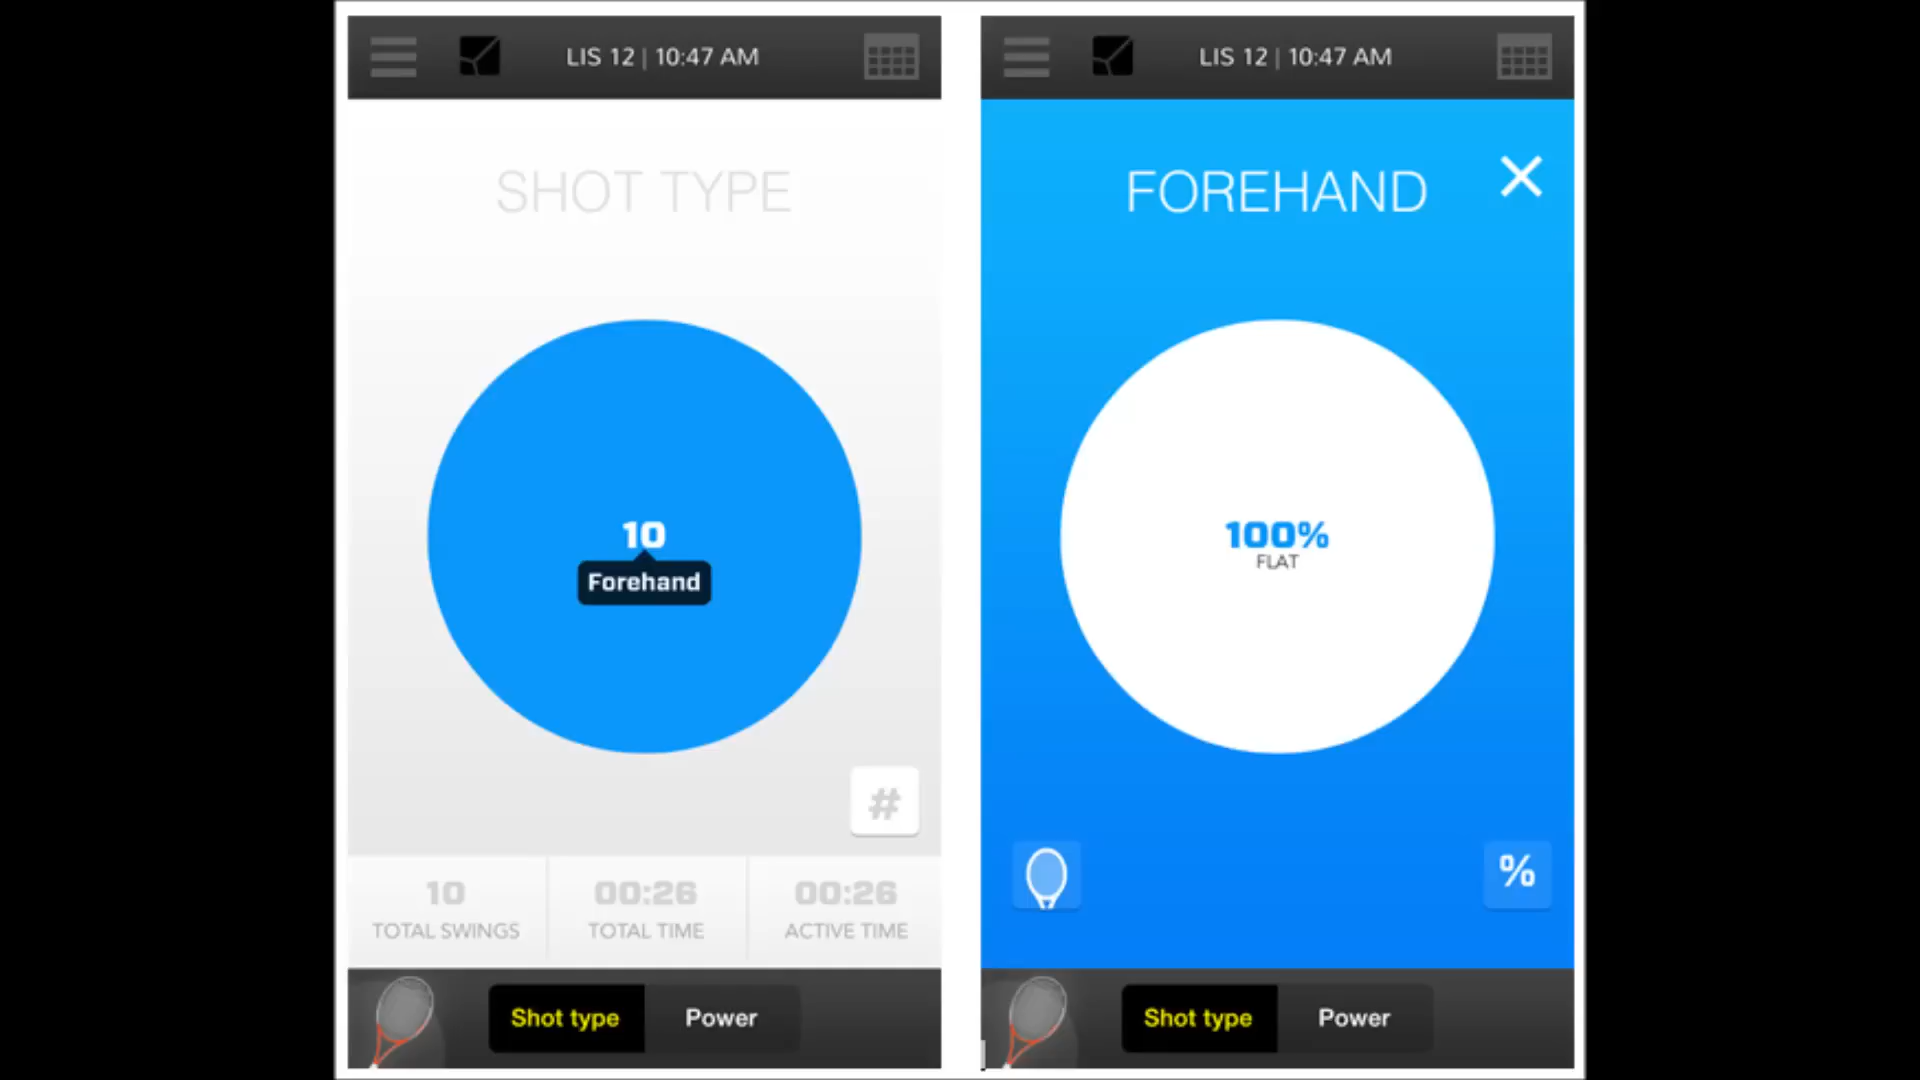 LIS 12 | 10:47 AM
SHOT TYPE
10
Forehand
#
10
TOTAL SWINGS
00:26
TOTAL TIME
00:26
ACTIVE TIME
Shot type
Power
LIS 12 | 10:47 AM
FOREHAND
100%
FLAT
%
Shot type
Power